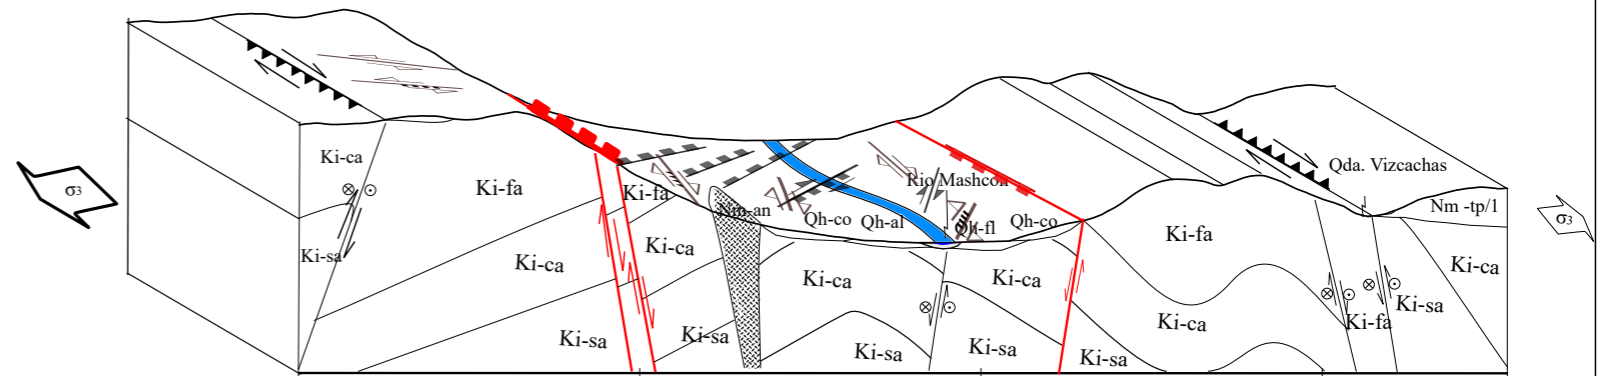 Ki-ca
Ki-sa
σ3
Ki-fa
Ki-ca
Ki-sa
Ki-fa
Ki-ca
Ki-sa
Nm-an
Qh-co
Qh-al
Rio Mashcon
Qh-fl
Qh-co
Ki-ca
Ki-sa
Ki-ca
Ki-sa
Ki-fa
Ki-ca
Ki-sa
Qda. Vizcachas
Nm -tp/1
Ki-ca
Ki-sa
Ki-fa
σ3